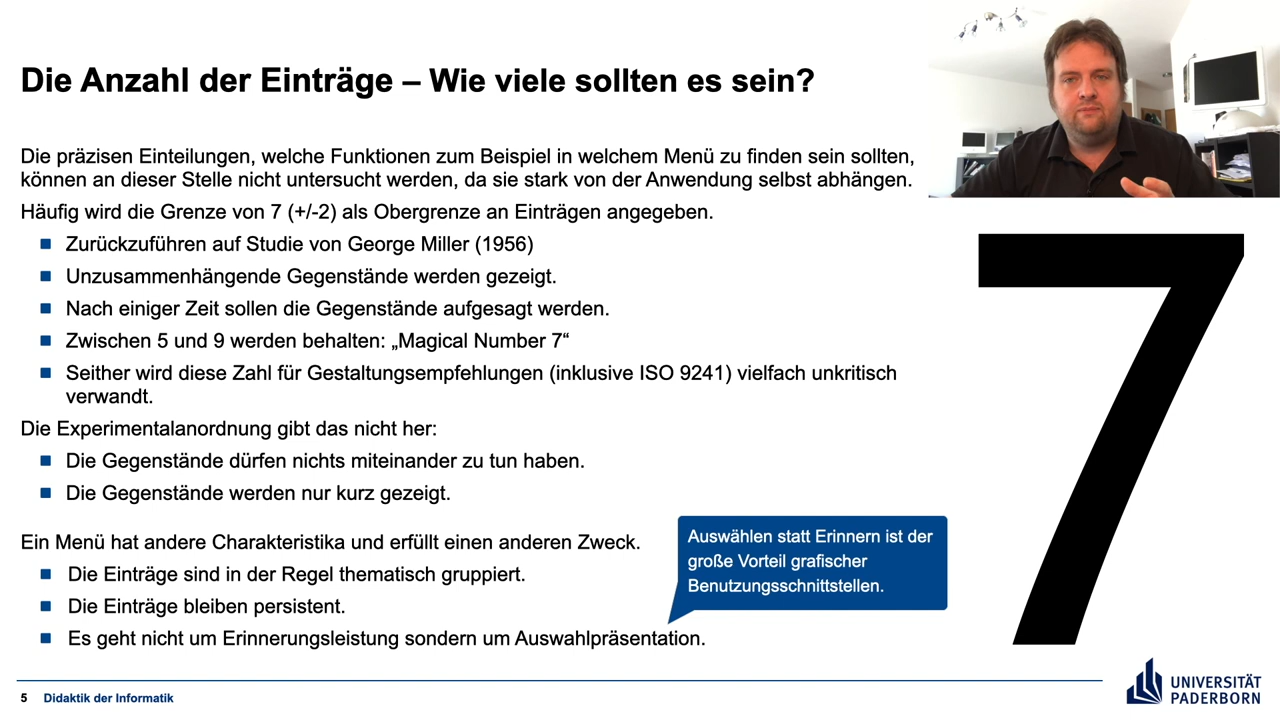 Die Anzahl der Einträge – Wie viele sollten es sein?
Die präzisen Einteilungen, welche Funktionen zum Beispiel in welchem Menü zu finden sein sollten,
können an dieser Stelle nicht untersucht werden, da sie stark von der Anwendung selbst abhängen.
Häufig wird die Grenze von 7 (+/-2) als Obergrenze an Einträgen angegeben.
Zurückzuführen auf Studie von George Miller (1956)
Unzusammenhängende Gegenstände werden gezeigt.
Nach einiger Zeit sollen die Gegenstände aufgesagt werden.
Zwischen 5 und 9 werden behalten: „Magical Number 7“
Seither wird diese Zahl für Gestaltungsempfehlungen (inklusive ISO 9241) vielfach unkritisch
verwandt.
Die Experimentalanordnung gibt das nicht her:
Die Gegenstände dürfen nichts miteinander zu tun haben.
Die Gegenstände werden nur kurz gezeigt.
Ein Menü hat andere Charakteristika und erfüllt einen anderen Zweck.
Die Einträge sind in der Regel thematisch gruppiert.
Die Einträge bleiben persistent.
Es geht nicht um Erinnerungsleistung sondern um Auswahlpräsentation.
Auswählen statt Erinnern ist der
große Vorteil grafischer
Benutzungsschnittstellen.
7
5 Didaktik der Informatik
UNIVERSITÄT
PADERBORN